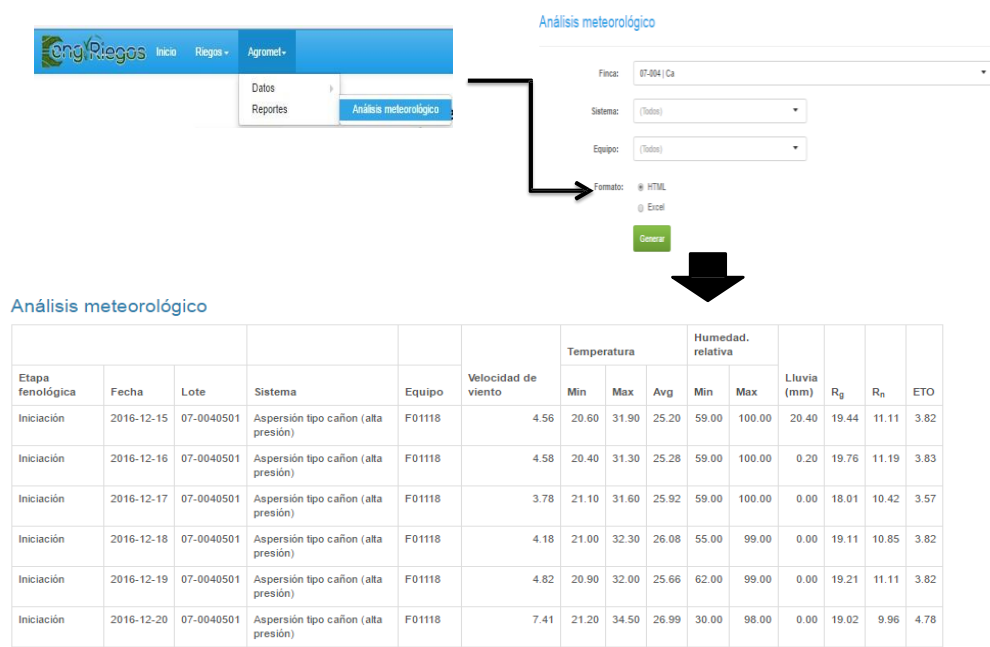 CengRiegos Inicio Riegos Agromet
Datos
Reportes
Análisis meteorológico
Análisis meteorológico
Finca: 07-004 | Ca
Sistema: (Todos)
Equipo: (Todos)
Formato: HTML
Excel
Generar
Análisis meteorológico
Temperatura Humedad. relativa
Etapa fenológica Fecha Lote Sistema Equipo Velocidad de viento Min Max Avg Min Max Lluvia (mm) Rg Rn ETO
Iniciación 2016-12-15 07-0040501 Aspersión tipo cañon (alta presión) F01118 4.56 20.60 31.90 25.20 59.00 100.00 20.40 19.44 11.11 3.82
Iniciación 2016-12-16 07-0040501 Aspersión tipo cañon (alta presión) F01118 4.58 20.40 31.30 25.28 59.00 100.00 0.20 19.76 11.19 3.83
Iniciación 2016-12-17 07-0040501 Aspersión tipo cañon (alta presión) F01118 3.78 21.10 31.60 25.92 59.00 100.00 0.00 18.01 10.42 3.57
Iniciación 2016-12-18 07-0040501 Aspersión tipo cañon (alta presión) F01118 4.18 21.00 32.30 26.08 55.00 99.00 0.00 19.11 10.85 3.82
Iniciación 2016-12-19 07-0040501 Aspersión tipo cañon (alta presión) F01118 4.82 20.90 32.00 25.66 62.00 99.00 0.00 19.21 11.11 3.82
Iniciación 2016-12-20 07-0040501 Aspersión tipo cañon (alta presión) F01118 7.41 21.20 34.50 26.99 30.00 98.00 0.00 19.02 9.96 4.78